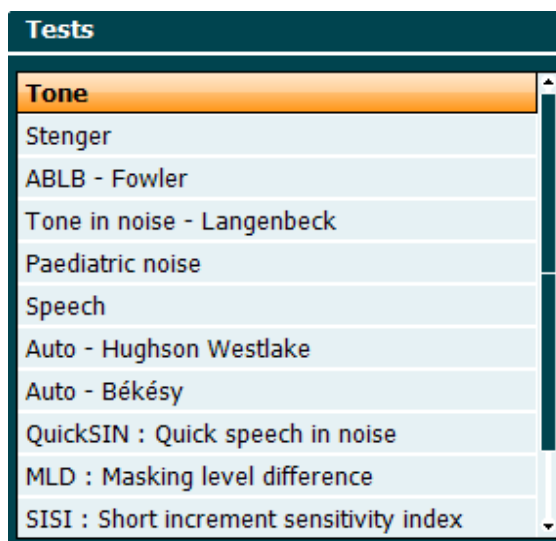 Tests
Tone
Stenger
ABLB - Fowler
Tone in noise - Langenbeck
Paediatric noise
Speech
Auto - Hughson Westlake
Auto - Békésy
QuickSIN : Quick speech in noise
MLD : Masking level difference
SISI : Short increment sensitivity index